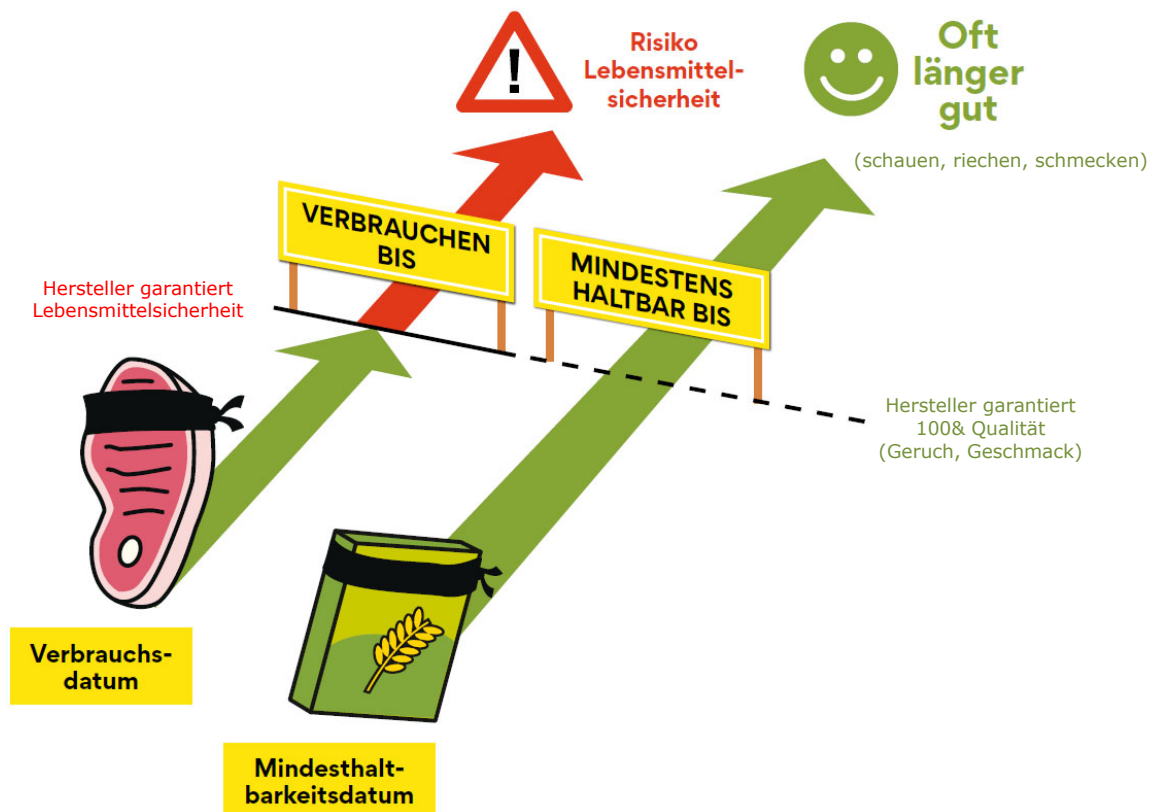 Risiko
Lebensmittel-
sicherheit
!
Oft
länger
gut
(schauen, riechen, schmecken)
VERBRAUCHEN
BIS
MINDESTENS
HALTBAR BIS
Hersteller garantiert
Lebensmittelsicherheit
Hersteller garantiert
100& Qualität
(Geruch, Geschmack)
Verbrauchs-
datum
Mindesthalt-
barkeitsdatum